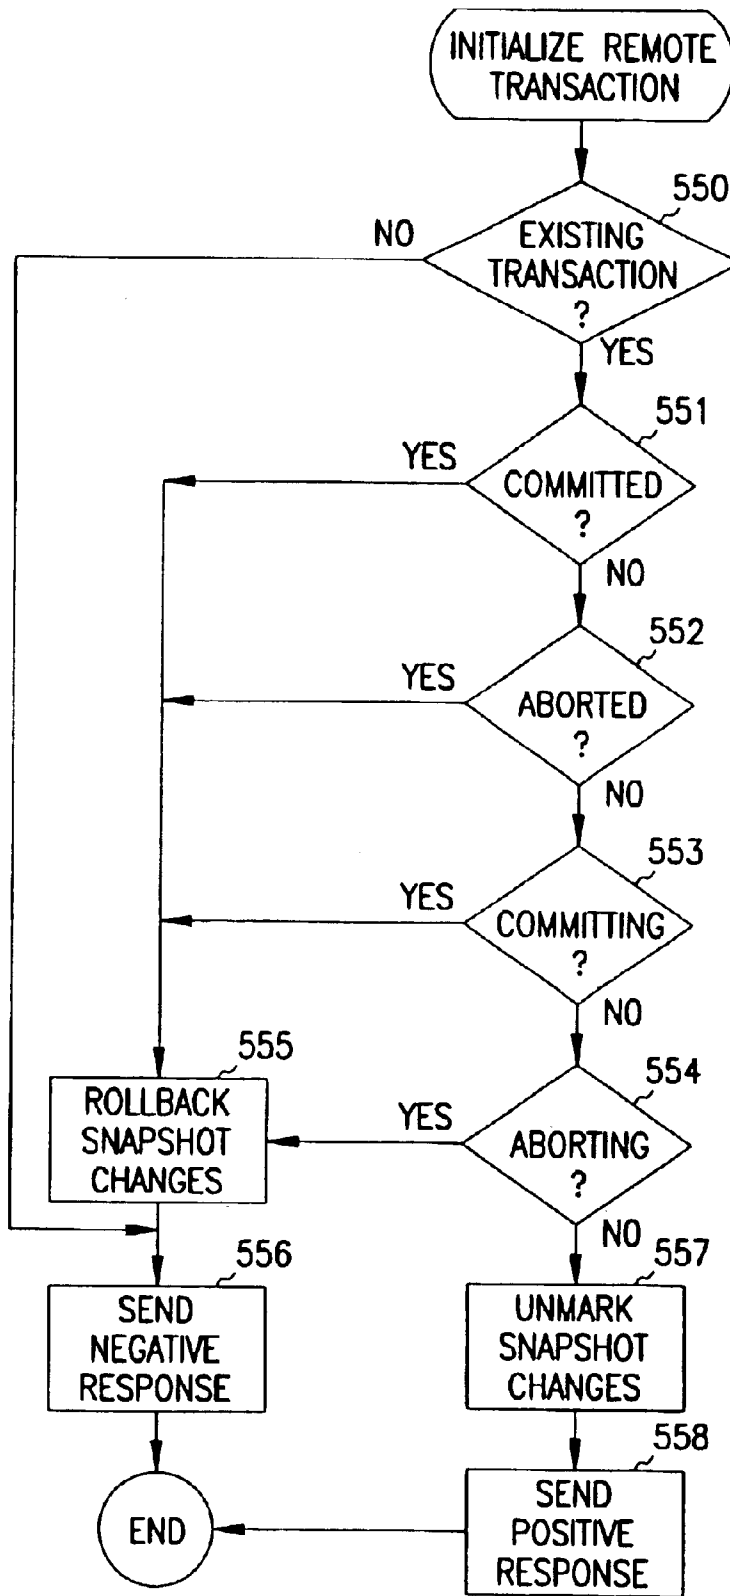 INITIALIZE REMOTE
TRANSACTION
550
NO
EXISTING
TRANSACTION
?
YES
551
YES
COMMITTED
?
NO
552
YES
ABORTED
?
NO
553
YES
COMMITTING
?
NO
555
ROLLBACK
SNAPSHOT
CHANGES
554
YES
ABORTING
?
NO
556
SEND
NEGATIVE
RESPONSE
557
UNMARK
SNAPSHOT
CHANGES
558
SEND
POSITIVE
RESPONSE
END